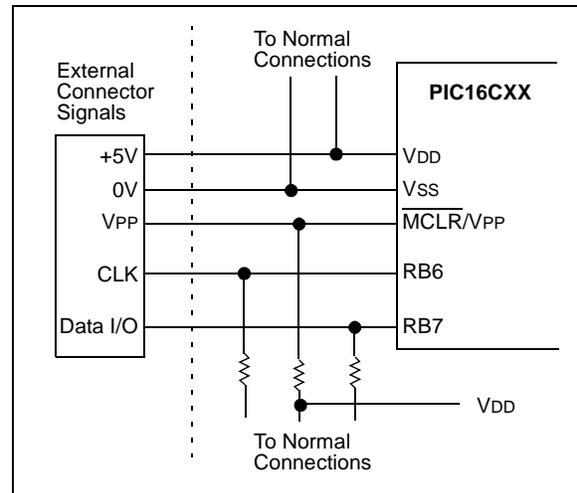 To Normal
Connections
External
Connector
Signals
PIC16CXX
+5V
VDD
0V
VSS
VPP
MCLR/VPP
CLK
RB6
Data I/O
RB7
VDD
To Normal
Connections